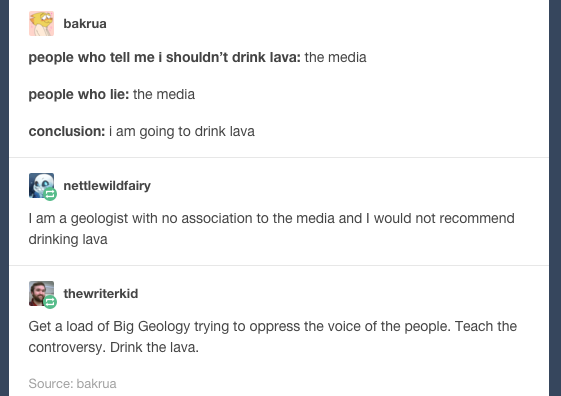 bakrua
people who tell me i shouldn't drink lava: the media
people who lie: the media
conclusion: i am going to drink lava
nettlewildfairy
I am a geologist with no association to the media and I would not recommend
drinking lava
thewriterkid
Get a load of Big Geology trying to oppress the voice of the people. Teach the
controversy. Drink the lava.
Source: bakrua